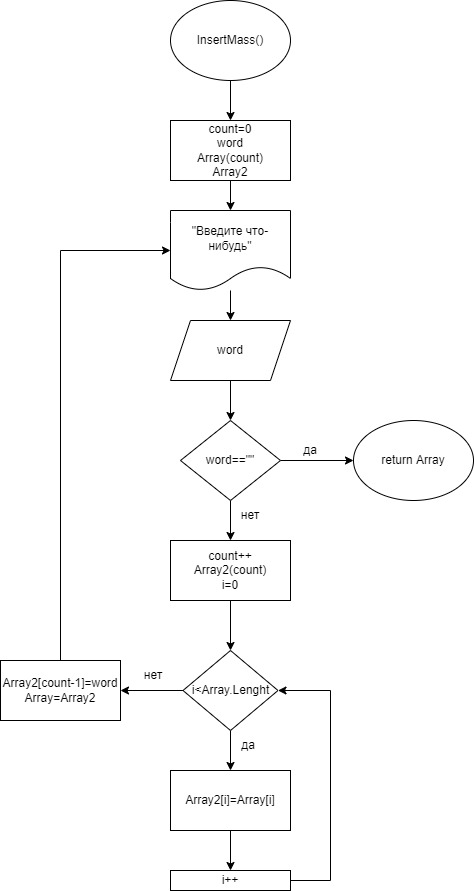 InsertMass()
count=0
word
Array(count)
Array2
"Введите что-
нибудь"
word
word==""
да
return Array
нет
count++
Array2(count)
i=0
Array2[count-1]=word
Array=Array2
нет
i<Array.Lenght
да
Array2[i]=Array[i]
i++